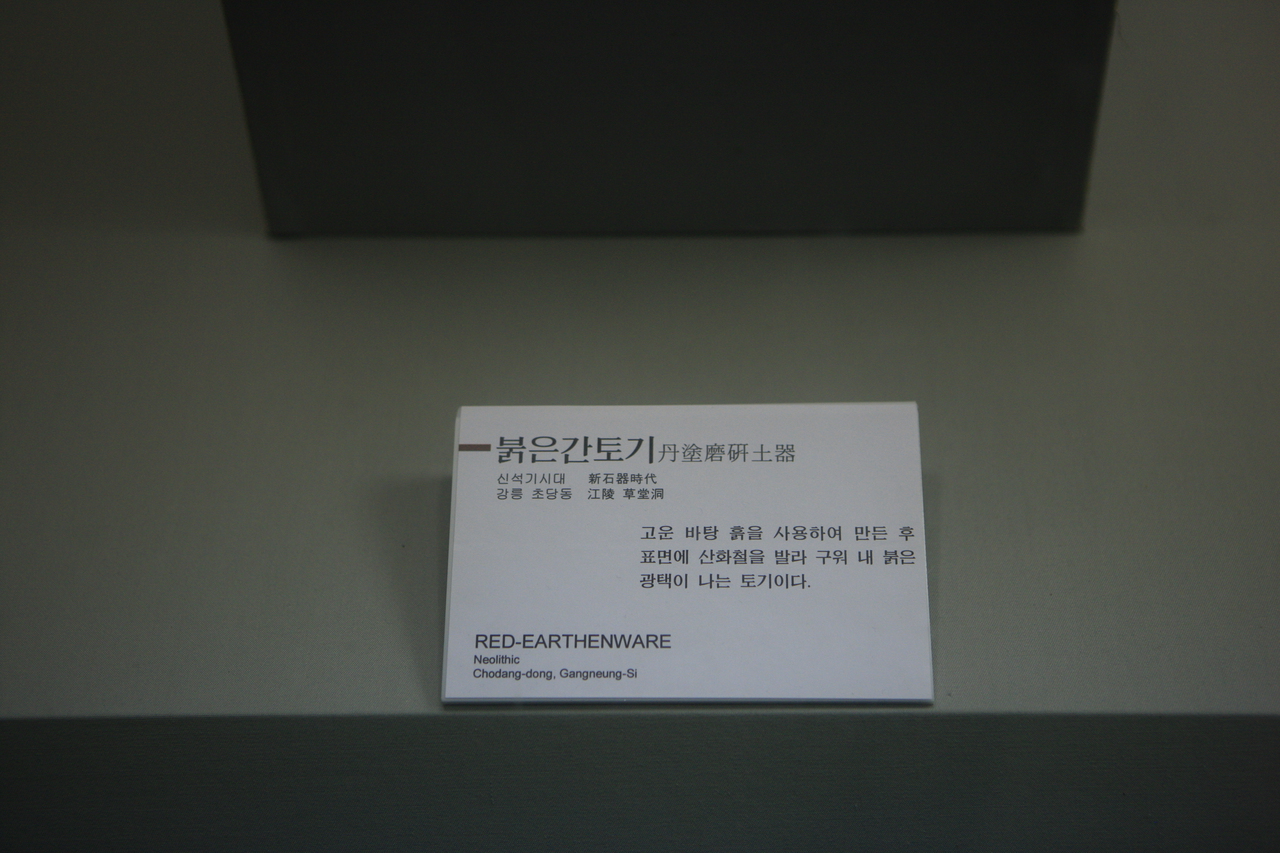 붉은간토기 丹塗磨硏土器
신석기시대 新石器時代
강릉 초당동 江陵 草堂洞
고운 바탕 흙을 사용하여 만든 후
표면에 산화철을 발라 구워 내 붉은
광택이 나는 토기이다.
RED-EARTHENWARE
Neolithic
Chodang-dong, Gangneung-Si